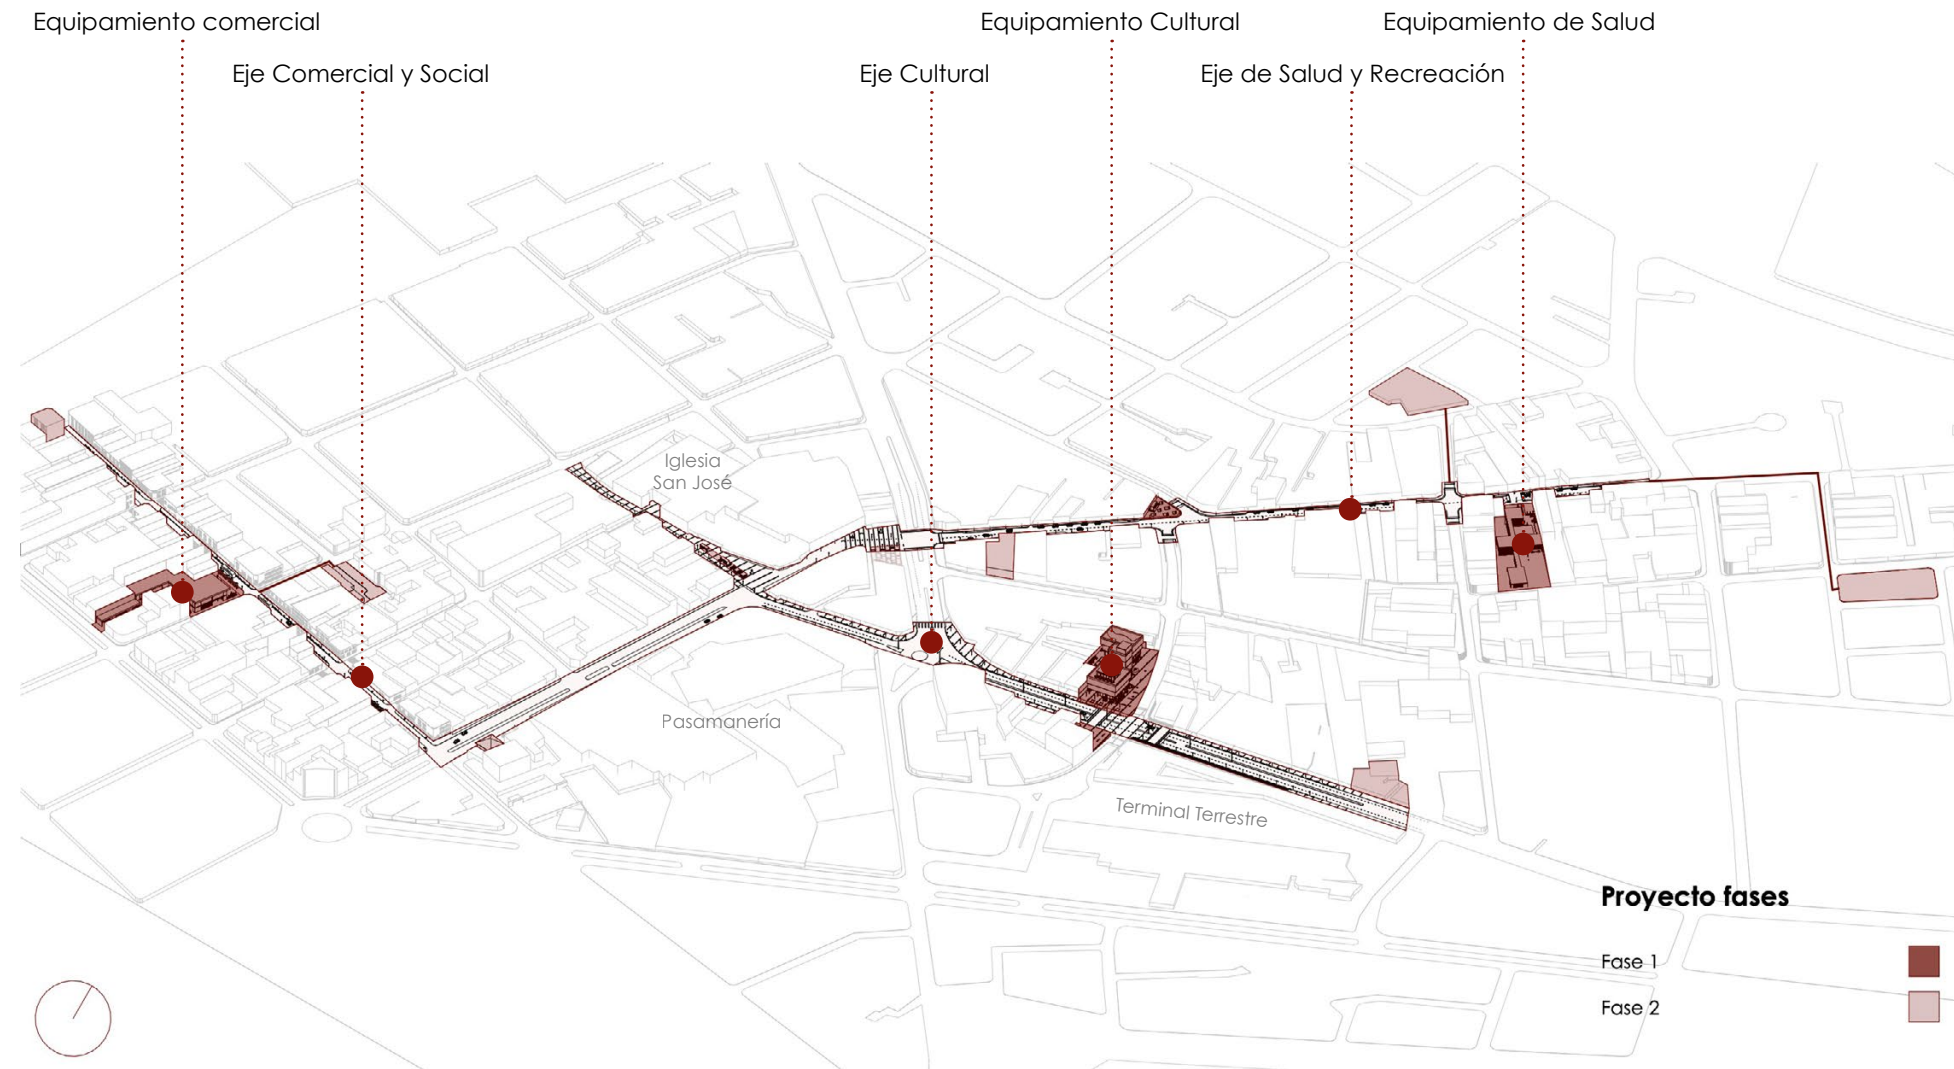 Equipamiento comercial
Equipamiento Cultural
Equipamiento de Salud
Eje Comercial y Social
Eje Cultural
Eje de Salud y Recreación
Iglesia
San José
Pasamanería
Terminal Terrestre
Proyecto fases
Fase 1
Fase 2